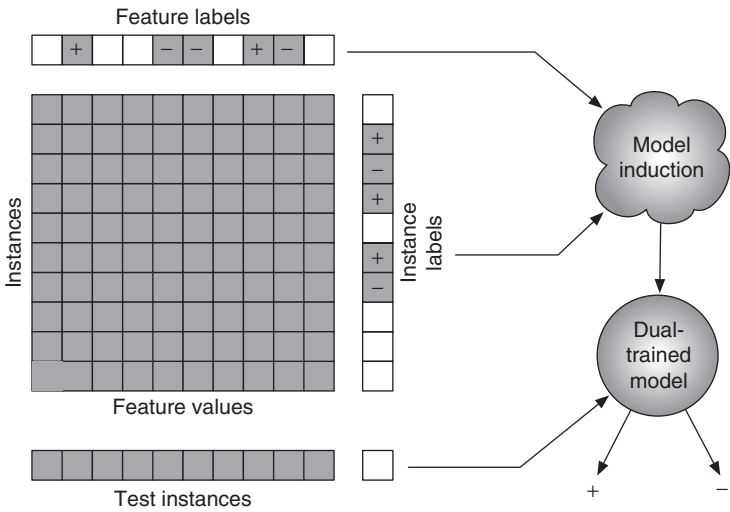 Feature labels
+ − − + −
Instances
+
−
+
+
−
Instance
labels
Feature values
Test instances
Model
induction
Dual-
trained
model
+ −